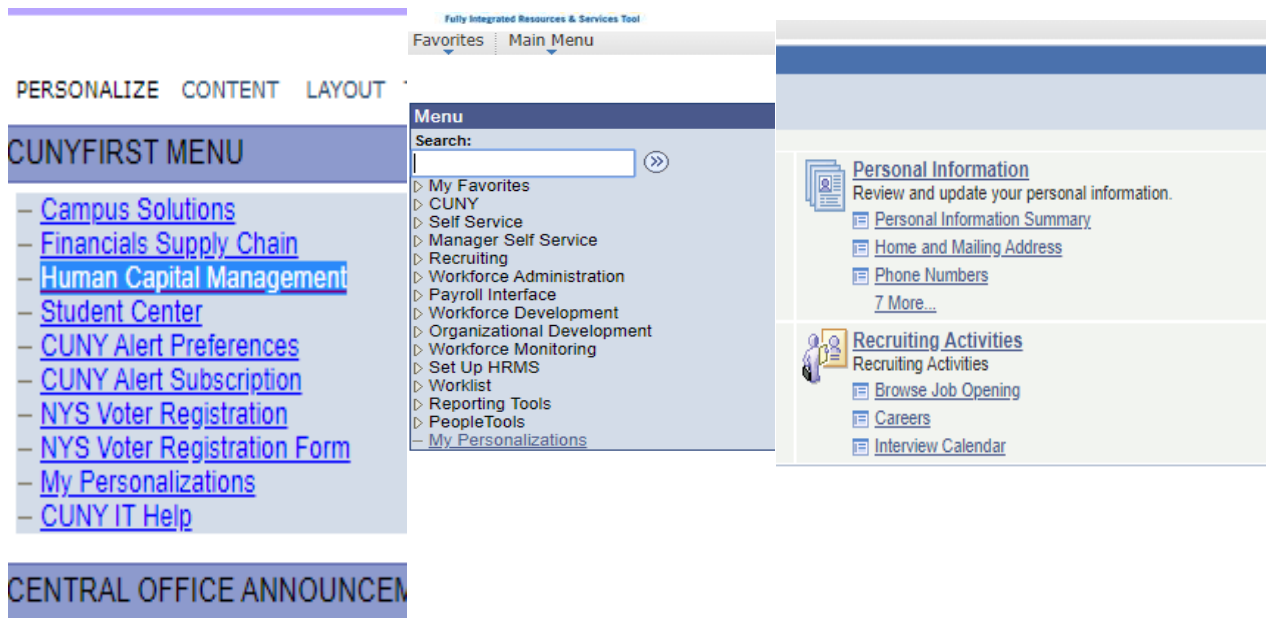 PERSONALIZE CONTENT LAYOUT
CUNYFIRST MENU
– Campus Solutions
– Financials Supply Chain
– Human Capital Management
– Student Center
– CUNY Alert Preferences
– CUNY Alert Subscription
– NYS Voter Registration
– NYS Voter Registration Form
– My Personalizations
– CUNY IT Help
CENTRAL OFFICE
Fully Integrated Resources & Services Tool
Favorites Main Menu
Menu
Search:
My Favorites
CUNY
Self Service
Manager Self Service
Recruiting
Workforce Administration
Payroll Interface
Workforce Development
Organizational Development
Workforce Monitoring
Set Up HRMS
Worklist
Reporting Tools
PeopleTools
– My Personalizations
Personal Information
Review and update your personal information.
Personal Information Summary
Home and Mailing Address
Phone Numbers
7 More...
Recruiting Activities
Recruiting Activities
Browse Job Opening
Careers
Interview Calendar